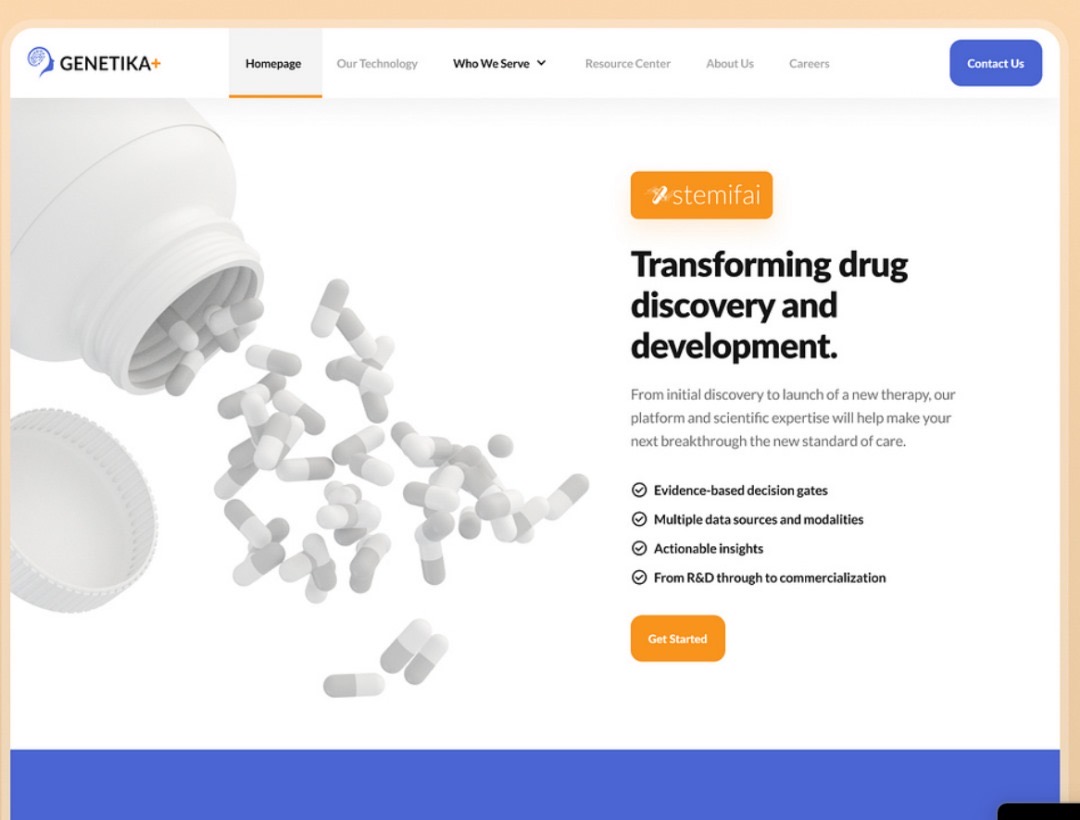 GENETIKA+
Homepage
Our Technology
Who We Serve
Resource Center
About Us
Careers
Contact Us
stemifai
Transforming drug
discovery and
development.
From initial discovery to launch of a new therapy, our
platform and scientific expertise will help make your
next breakthrough the new standard of care.
Evidence-based decision gates
Multiple data sources and modalities
Actionable insights
From R&D through to commercialization
Get Started